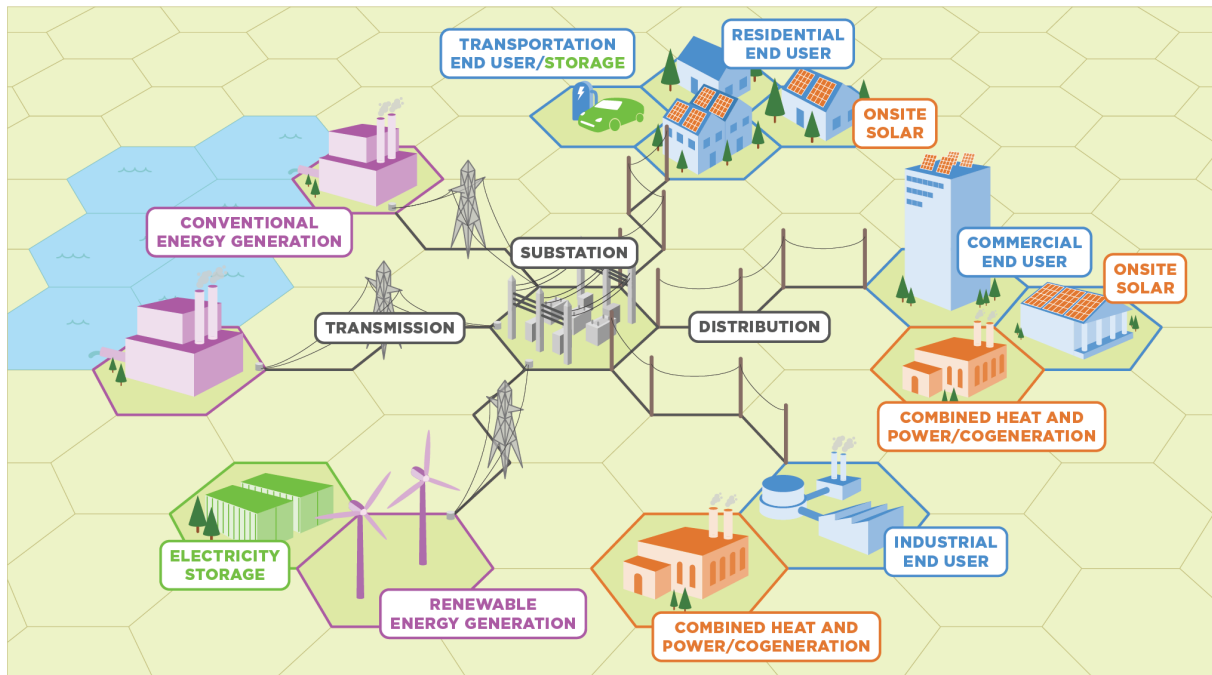 TRANSPORTATION
END USER/STORAGE
RESIDENTIAL
END USER
ONSITE
SOLAR
CONVENTIONAL
ENERGY GENERATION
SUBSTATION
COMMERCIAL
END USER
ONSITE
SOLAR
TRANSMISSION
DISTRIBUTION
COMBINED HEAT AND
POWER/COGENERATION
ELECTRICITY
STORAGE
INDUSTRIAL
END USER
RENEWABLE
ENERGY GENERATION
COMBINED HEAT AND
POWER/COGENERATION